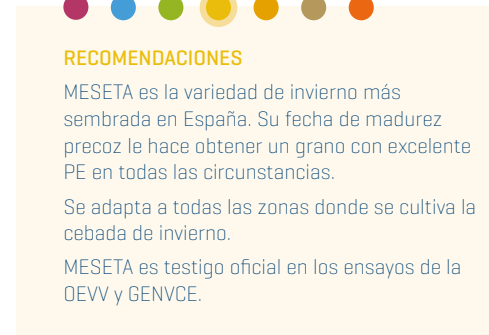 RECOMENDACIONES
MESETA es la variedad de invierno más
sembrada en España. Su fecha de madurez
precoz le hace obtener un grano con excelente
PE en todas las circunstancias.
Se adapta a todas las zonas donde se cultiva la
cebada de invierno.
MESETA es testigo oficial en los ensayos de la
OEVV y GENVCE.